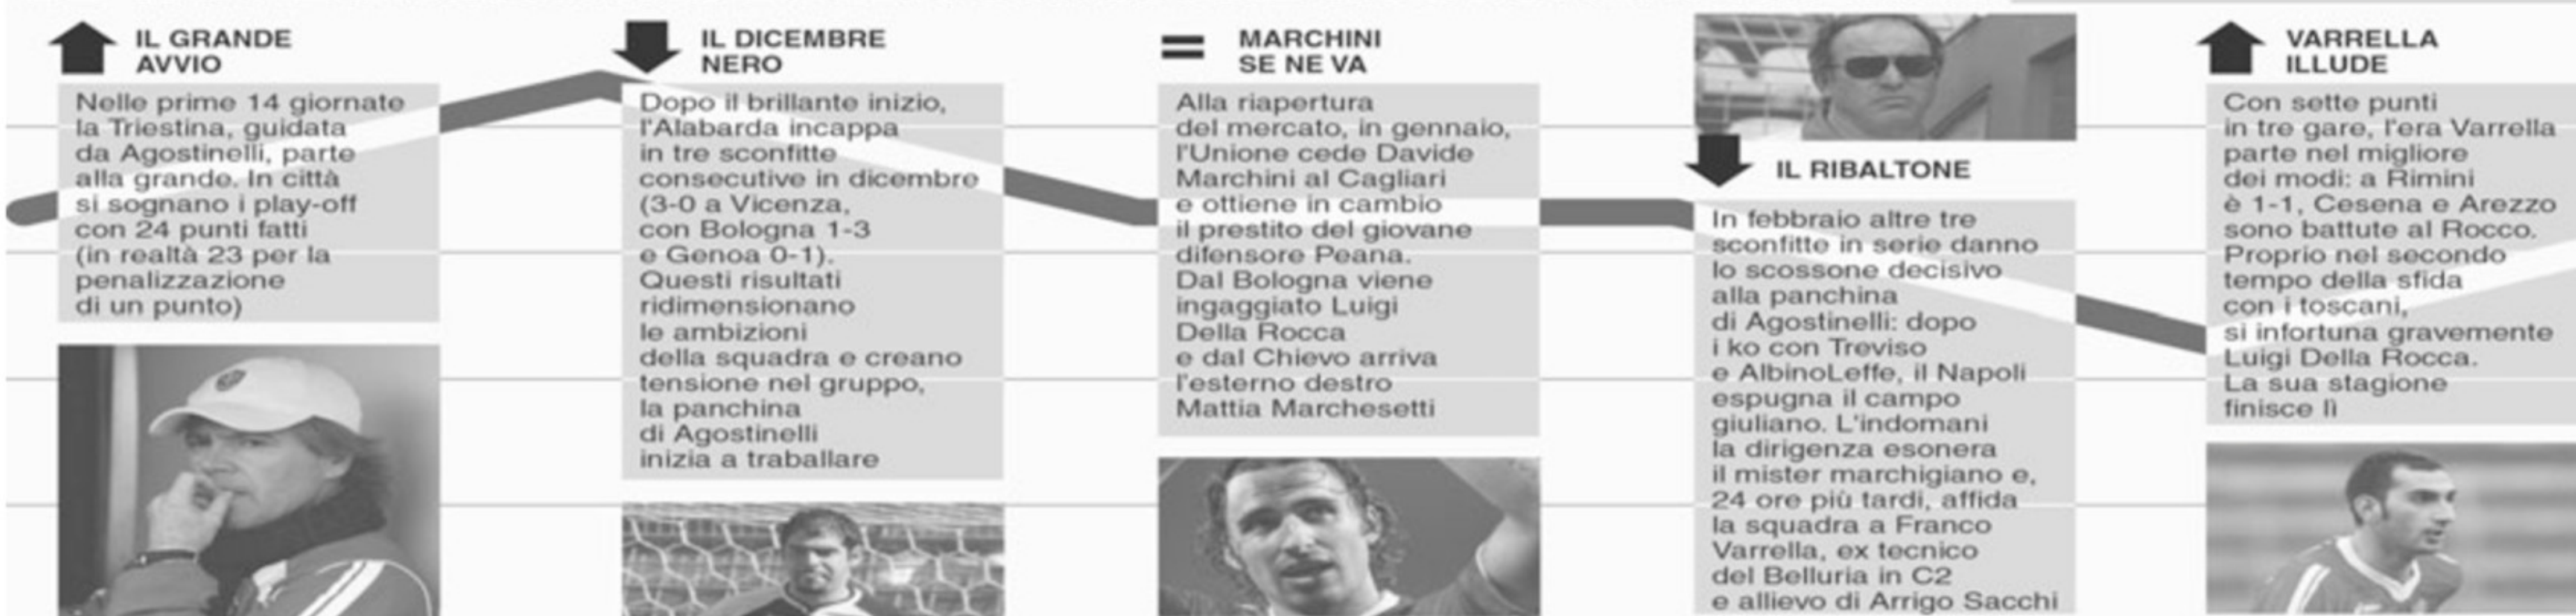 IL GRANDE
AVVIO
Nelle prime 14 giornate
la Triestina, guidata
da Agostinelli, parte
alla grande. In città
si sognano i play-off
con 24 punti fatti
(in realtà 23 per la
penalizzazione
di un punto)
IL DICEMBRE
NERO
Dopo il brillante inizio,
l'Alabarda incappa
in tre sconfitte
consecutive in dicembre
(3-0 a Vicenza,
con Bologna 1-3
e Genoa 0-1).
Questi risultati
ridimensionano
le ambizioni
della squadra e creano
tensione nel gruppo,
la panchina
di Agostinelli
inizia a traballare
MARCHINI
SE NE VA
Alla riapertura
del mercato, in gennaio,
l'Unione cede Davide
Marchini al Cagliari
e ottiene in cambio
il prestito del giovane
difensore Peana.
Dal Bologna viene
ingaggiato Luigi
Della Rocca
e dal Chievo arriva
l'esterno destro
Mattia Marchesetti
IL RIBALTONE
In febbraio altre tre
sconfitte in serie danno
lo scossone decisivo
alla panchina
di Agostinelli: dopo
i ko con Treviso
e AlbinoLeffe, il Napoli
espugna il campo
giuliano. L'indomani
la dirigenza esonera
il mister marchigiano e,
24 ore più tardi, affida
la squadra a Franco
Varrella, ex tecnico
del Belluria in C2
e allievo di Arrigo Sacchi
VARRELLA
ILLUDE
Con sette punti
in tre gare, l'era Varrella
parte nel migliore
dei modi: a Rimini
è 1-1, Cesena e Arezzo
sono battute al Rocco.
Proprio nel secondo
tempo della sfida
con i toscani,
si infortuna gravemente
Luigi Della Rocca.
La sua stagione
finisce lì